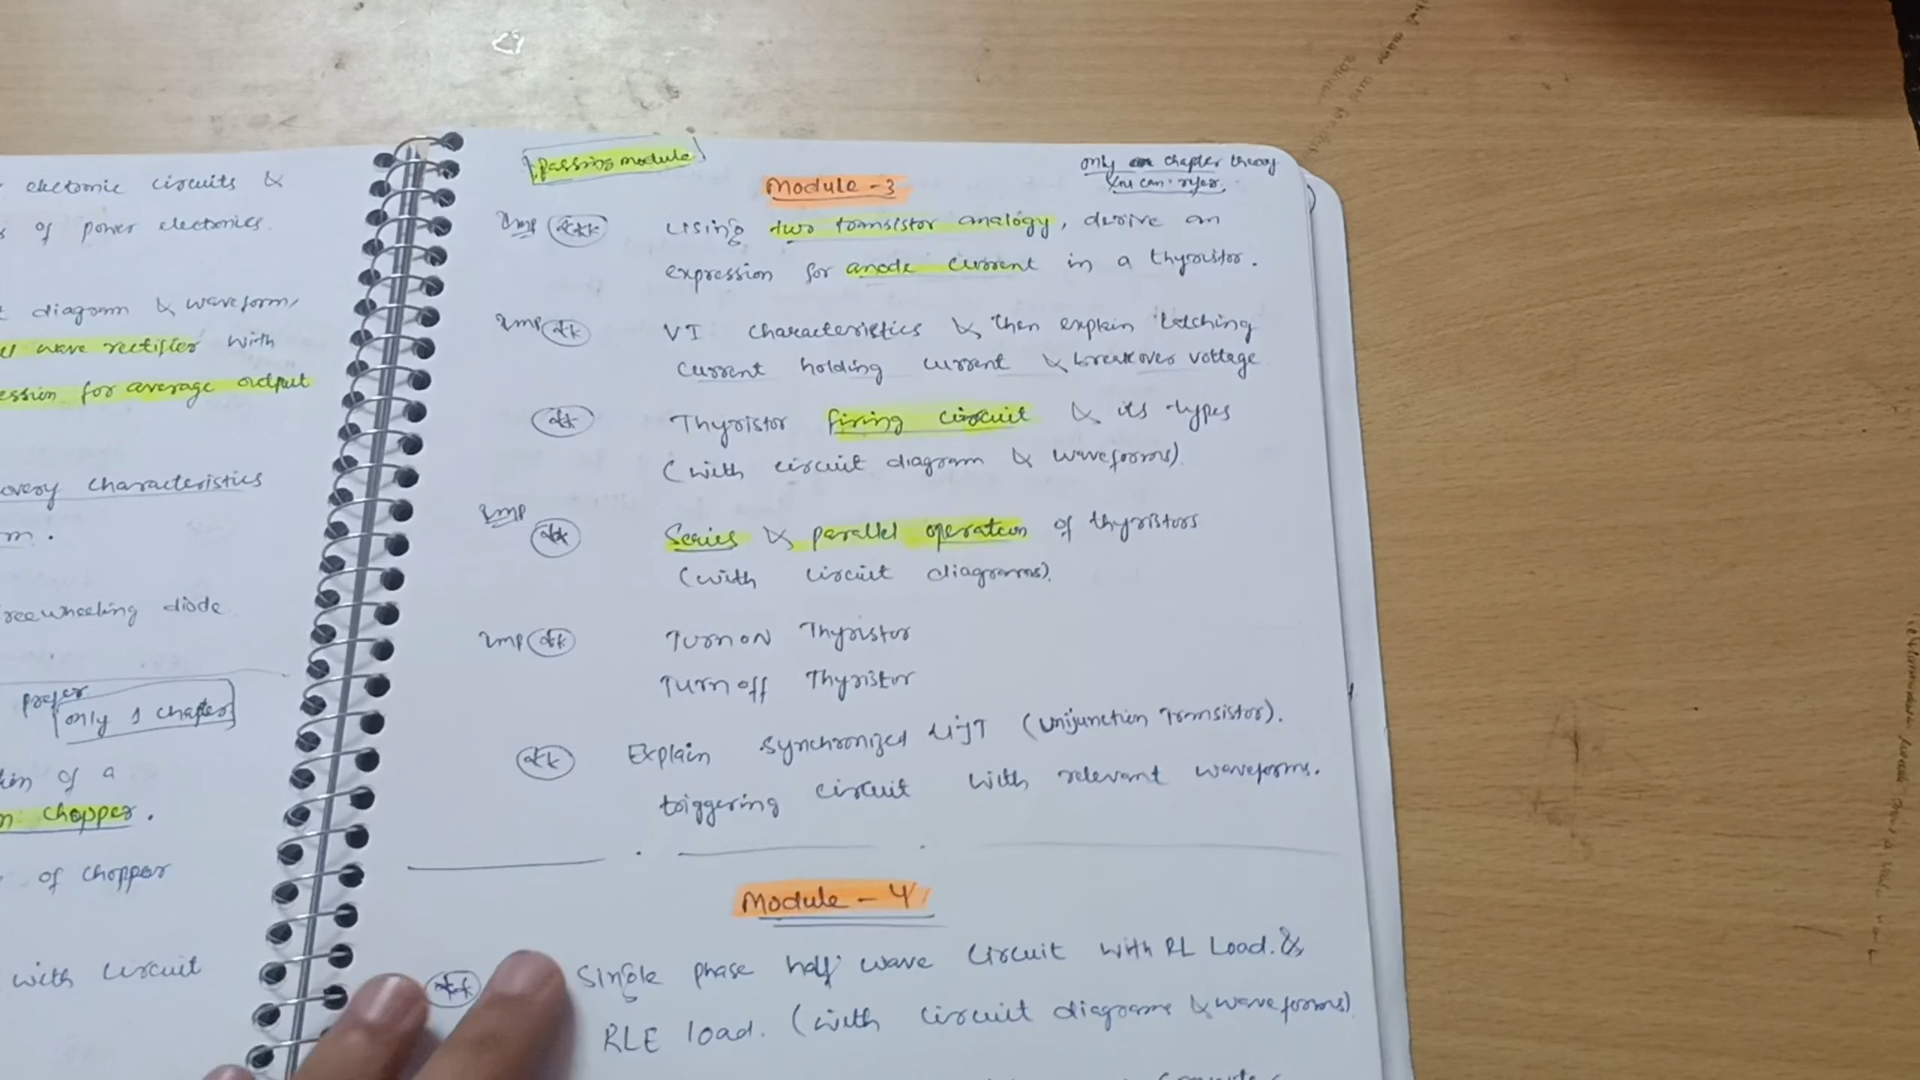 electronic circuits &
of power electronics.
diagram & waveform,
wave rectifier with
ession for average output
overy characteristics
m.
reewheeling diode
prefer
only 1 chapter
of a
chopper.
of chopper
with circuit
Passing module
only chapter theory
You can refer,
Module - 3
Imp *** Using two transistor analogy, derive an
expression for anode current in a thyristor.
Imp ** VI characteristics & then explain latching
current holding current & breakover voltage
** Thyristor firing circuit & its types
(with circuit diagram & waveforms).
Imp
** Series & parallel operation of thyristors
(with circuit diagrams).
Imp ** Turn on Thyristor
Turn off Thyristor
** Explain synchronized UJT (Unijunction Transistor).
triggering circuit with relevant waveforms.
Module - 4
** Single phase half wave circuit with RL Load. &
RLE load. (with circuit diagrams & waveforms)